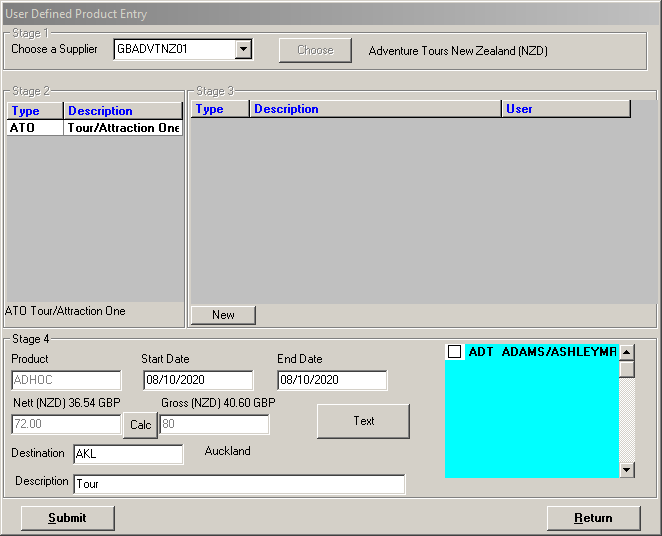 User Defined Product Entry
Stage 1
Choose a Supplier GBADVTNZ01 Choose Adventure Tours New Zealand (NZD)
Stage 2
Type Description
ATO Tour/Attraction One
ATO Tour/Attraction One
Stage 3
Type Description User
New
Stage 4
Product Start Date End Date
ADHOC 08/10/2020 08/10/2020
Nett (NZD) 36.54 GBP Gross (NZD) 40.60 GBP
72.00 Calc 80 Text
Destination AKL Auckland
Description Tour
ADT ADAMS/ASHLEYMR
Submit Return